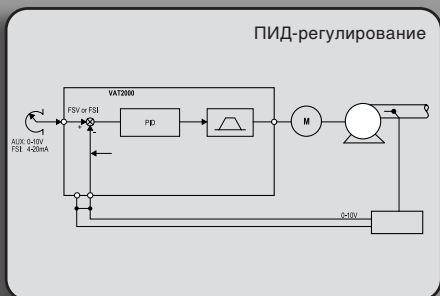 ПИД-регулирование
VAT2000
FSV or FSI
+
-
PID
M
AUX: 0-10V
FSI: 4-20mA
0-10V